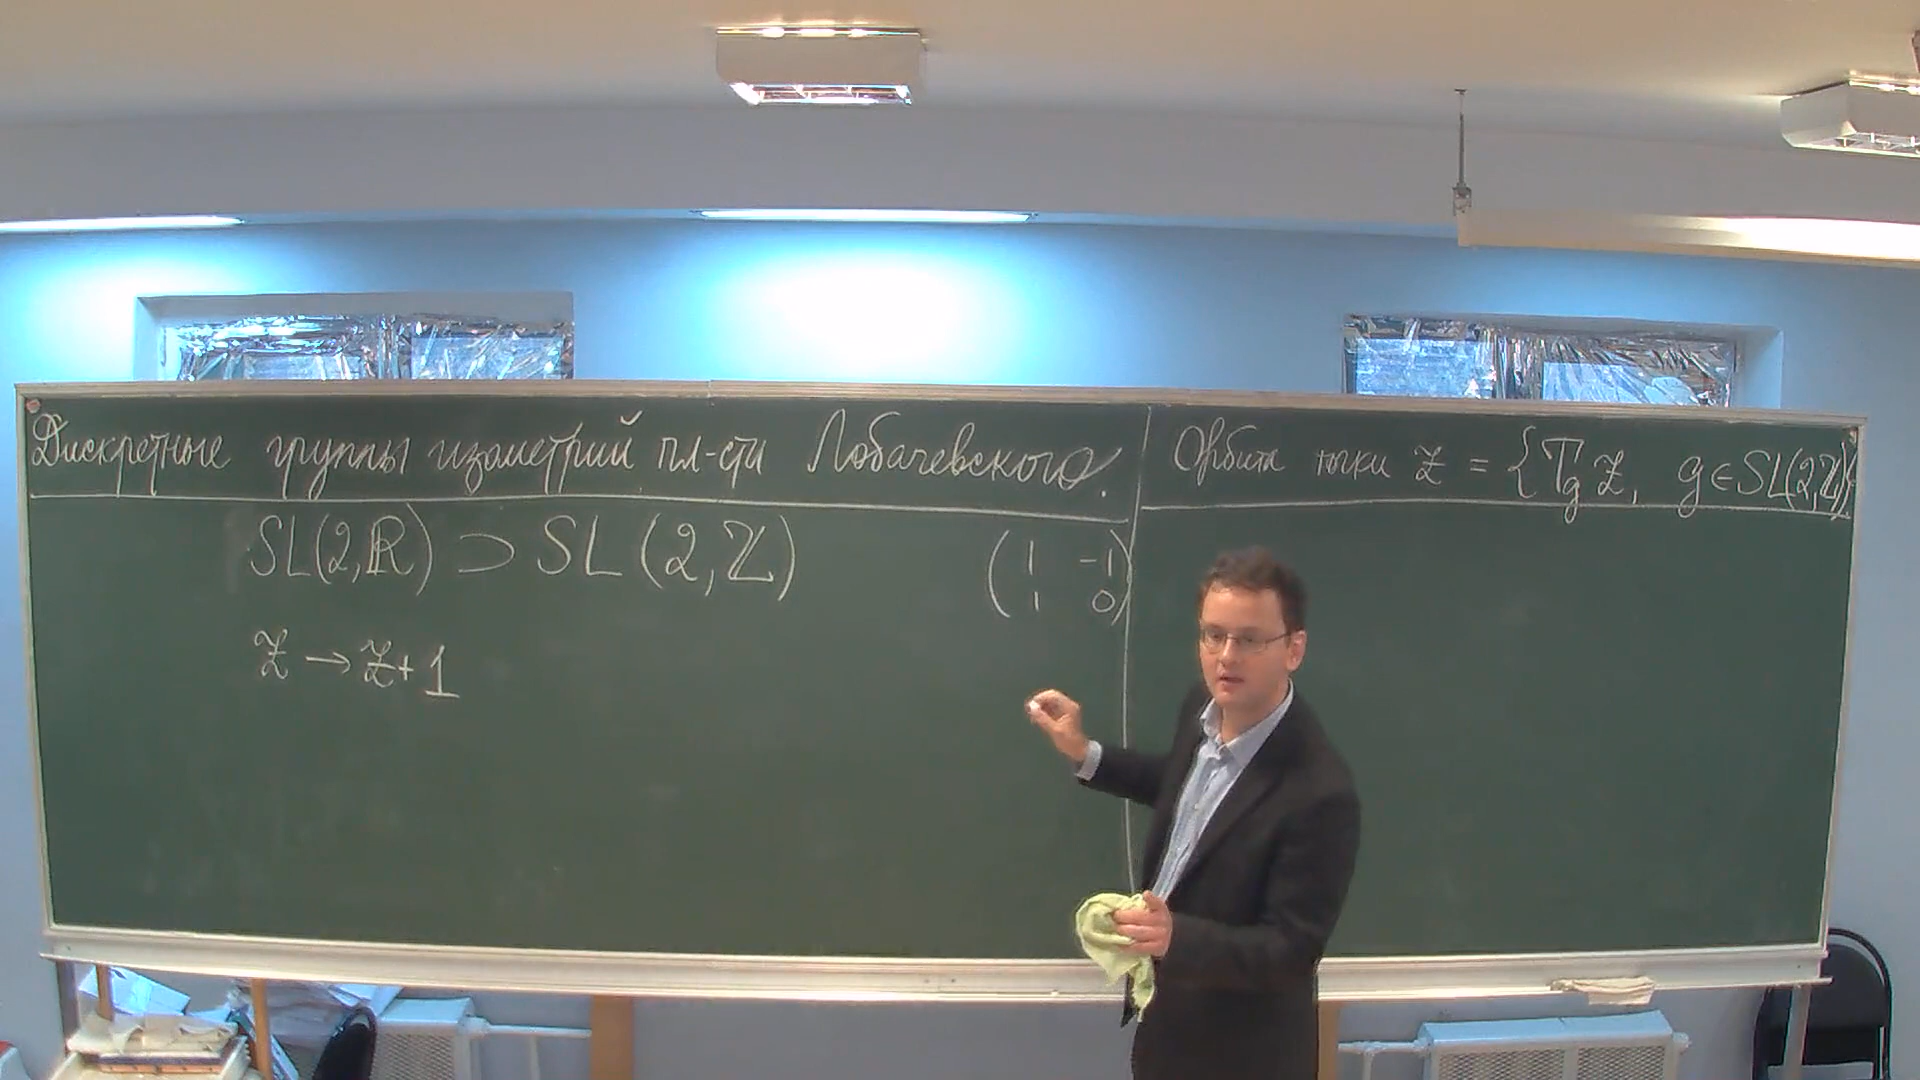 Дискретные группы изометрий пл-сти Лобачевского.
SL(2,ℝ) ⊃ SL(2,ℤ)
(1 -1
1 0)
z → z+1
Орбита точки z = {T_g z, g ∈ SL(2,ℤ)}